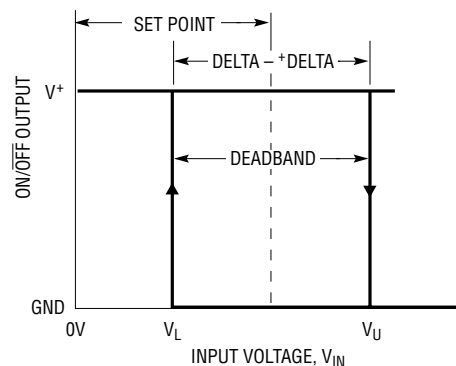 SET POINT
DELTA – +DELTA
V+
DEADBAND
ON/OFF OUTPUT
GND
0V VL VU
INPUT VOLTAGE, VIN